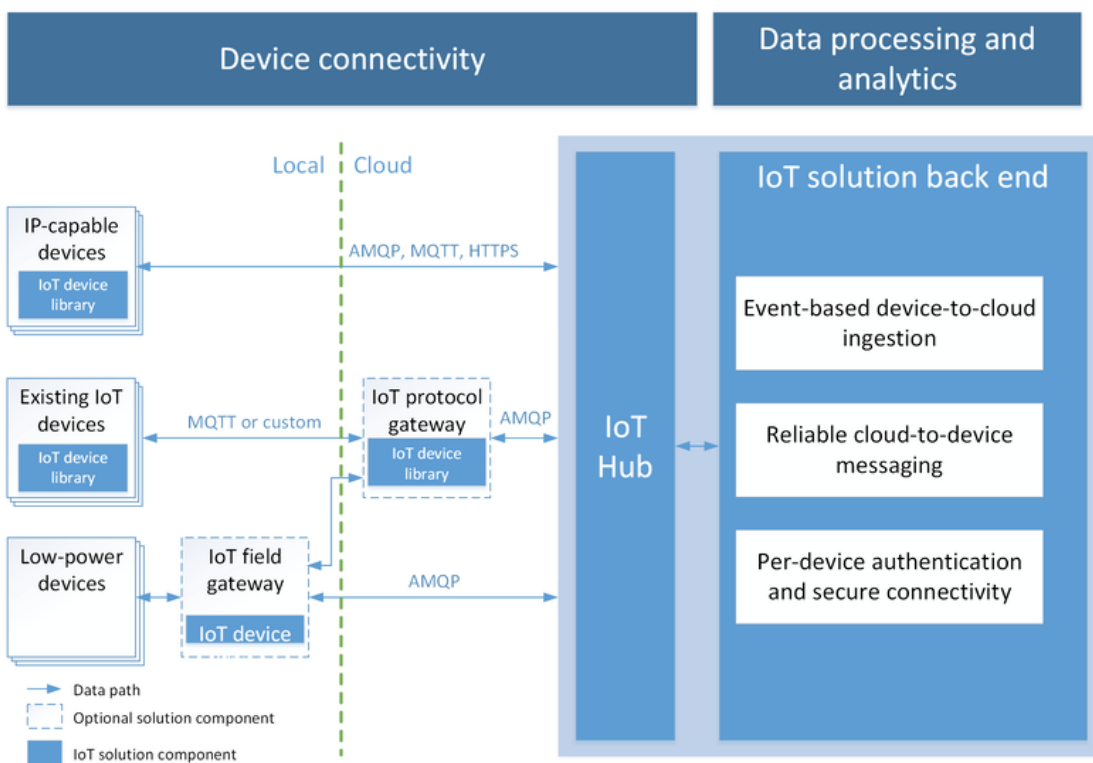 Device connectivity
Data processing and
analytics
Local
Cloud
IoT solution back end
IP-capable
devices
IoT device
library
AMQP, MQTT, HTTPS
Event-based device-to-cloud
ingestion
Existing IoT
devices
IoT device
library
MQTT or custom
IoT protocol
gateway
IoT device
library
AMQP
IoT
Hub
Reliable cloud-to-device
messaging
Low-power
devices
IoT field
gateway
IoT device
AMQP
Per-device authentication
and secure connectivity
Data path
Optional solution component
IoT solution component